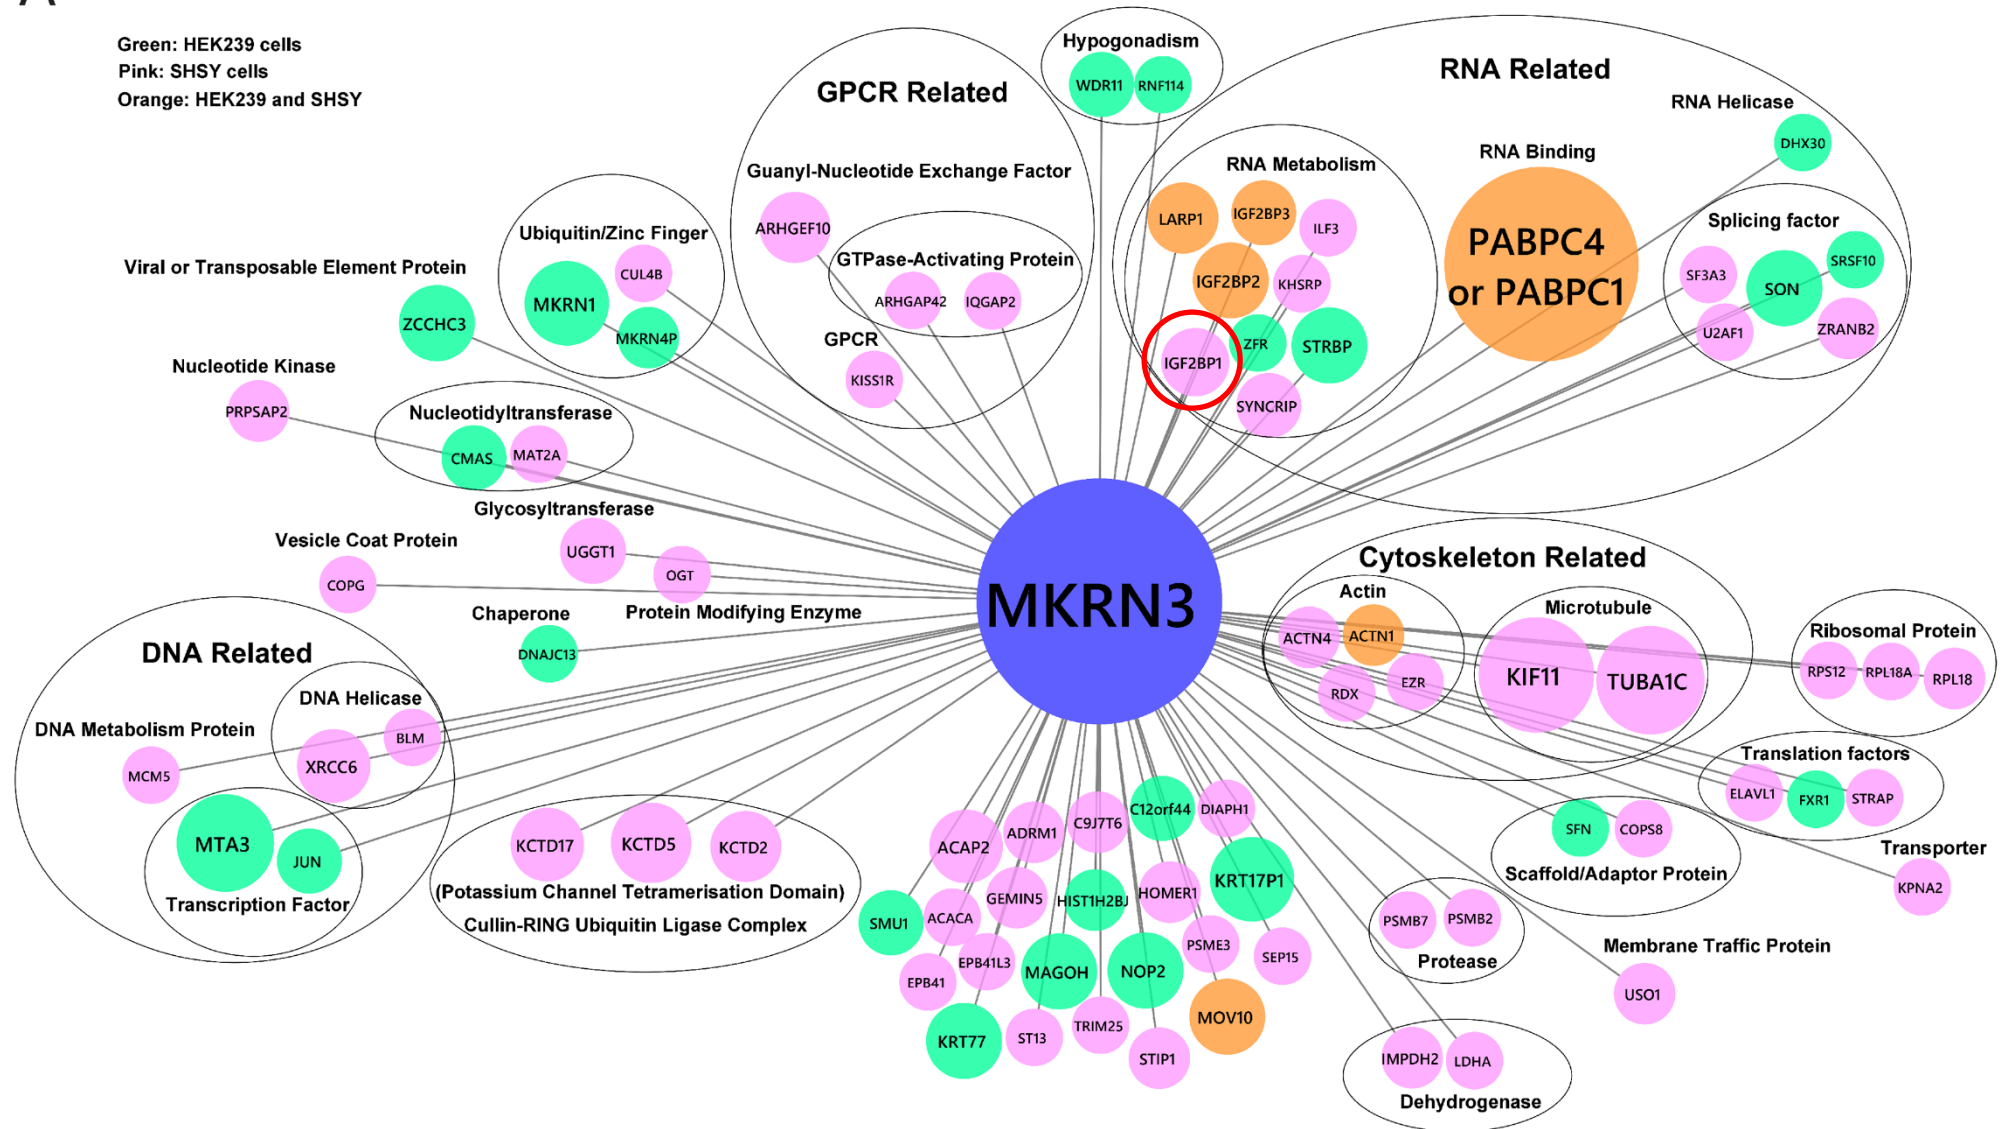 A
Green: HEK239 cells
Pink: SHSY cells
Orange: HEK239 and SHSY
Hypogonadism
WDR11
RNF114
GPCR Related
Guanyl-Nucleotide Exchange Factor
ARHGEF10
GTPase-Activating Protein
ARHGAP42
IQGAP2
GPCR
KISS1R
RNA Related
RNA Helicase
DHX30
RNA Binding
PABPC4
or PABPC1
RNA Metabolism
LARP1
IGF2BP3
ILF3
IGF2BP2
KHSRP
IGF2BP1
ZFR
STRBP
SYNCRIP
Splicing factor
SF3A3
SON
SRSF10
U2AF1
ZRANB2
Ubiquitin/Zinc Finger
CUL4B
MKRN1
MKRN4P
Viral or Transposable Element Protein
ZCCHC3
Nucleotide Kinase
PRPSAP2
Nucleotidyltransferase
CMAS
MAT2A
Glycosyltransferase
UGGT1
OGT
Protein Modifying Enzyme
Vesicle Coat Protein
COPG
Chaperone
DNAJC13
MKRN3
DNA Related
DNA Helicase
BLM
XRCC6
DNA Metabolism Protein
MCM5
MTA3
JUN
Transcription Factor
KCTD17
KCTD5
KCTD2
(Potassium Channel Tetramerisation Domain)
Cullin-RING Ubiquitin Ligase Complex
Cytoskeleton Related
Actin
ACTN4
ACTN1
RDX
EZR
Microtubule
KIF11
TUBA1C
Ribosomal Protein
RPS12
RPL18A
RPL18
Translation factors
ELAVL1
FXR1
STRAP
SFN
COPS8
Scaffold/Adaptor Protein
Transporter
KPNA2
PSMB7
PSMB2
Protease
Membrane Traffic Protein
USO1
IMPDH2
LDHA
Dehydrogenase
ACAP2
ADRM1
C9J7T6
C12orf44
DIAPH1
SMU1
ACACA
GEMIN5
HIST1H2BJ
HOMER1
KRT17P1
EPB41
EPB41L3
MAGOH
NOP2
PSME3
SEP15
KRT77
ST13
TRIM25
STIP1
MOV10